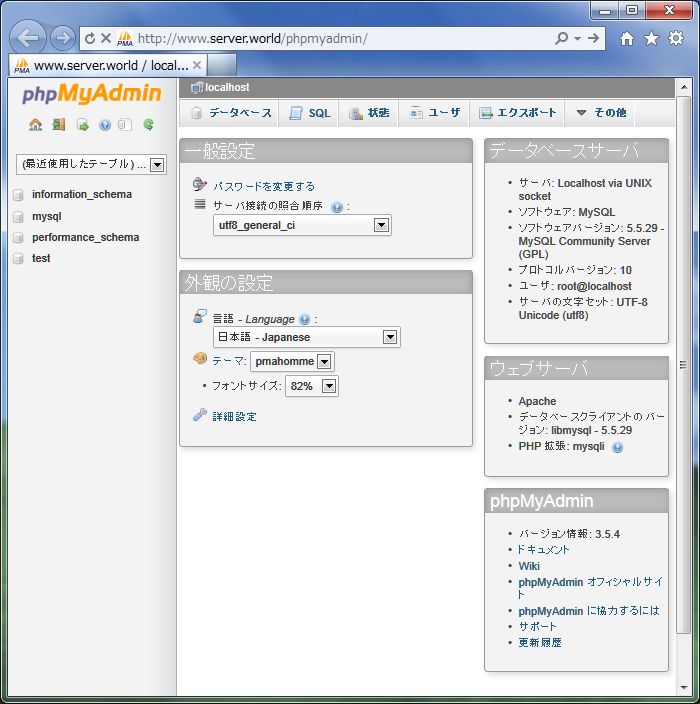 http://www.server.world/phpmyadmin/
www.server.world / local...
phpMyAdmin
(最近使用したテーブル) ...
information_schema
mysql
performance_schema
test
localhost
データベース
SQL
状態
ユーザ
エクスポート
その他
一般設定
パスワードを変更する
サーバ接続の照合順序 :
utf8_general_ci
外観の設定
言語 - Language :
日本語 - Japanese
テーマ: pmahomme
• フォントサイズ: 82%
詳細設定
データベースサーバ
• サーバ: Localhost via UNIX
socket
• ソフトウェア: MySQL
• ソフトウェアバージョン: 5.5.29 -
MySQL Community Server
(GPL)
• プロトコルバージョン: 10
• ユーザ: root@localhost
• サーバの文字セット: UTF-8
Unicode (utf8)
ウェブサーバ
• Apache
• データベースクライアントのバー
ジョン: libmysql - 5.5.29
• PHP 拡張: mysqli
phpMyAdmin
• バージョン情報: 3.5.4
• ドキュメント
• Wiki
• phpMyAdmin オフィシャルサイ
ト
• phpMyAdmin に協力するには
• サポート
• 更新履歴